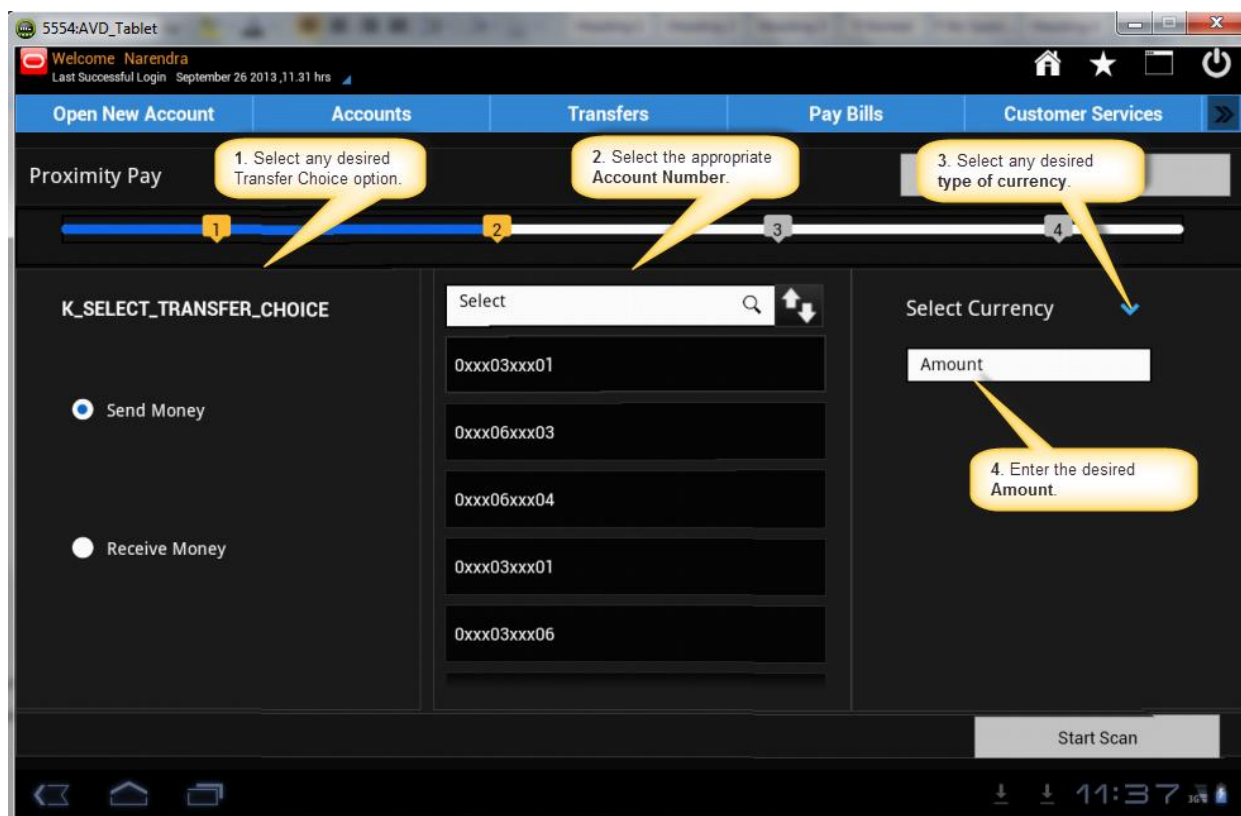 5554:AVD_Tablet
Welcome Narendra
Last Successful Login September 26 2013 ,11.31 hrs
Open New Account
Accounts
Transfers
Pay Bills
Customer Services
Proximity Pay
1. Select any desired
Transfer Choice option.
2. Select the appropriate
Account Number.
3. Select any desired
type of currency.
1
2
3
4
K_SELECT_TRANSFER_CHOICE
Send Money
Receive Money
Select
0xxx03xxx01
0xxx06xxx03
0xxx06xxx04
0xxx03xxx01
0xxx03xxx06
Select Currency
Amount
4. Enter the desired
Amount.
Start Scan
11:37
3G